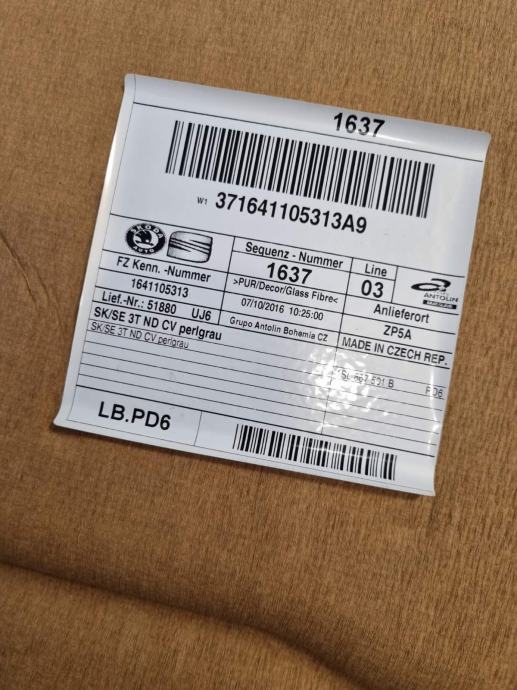 1637
W1 371641105313A9
ŠKODA
AUTO
FZ Kenn. -Nummer
1641105313
Lief.-Nr.: 51880 UJ6
Sequenz - Nummer
1637
>PUR/Decor/Glass Fibre<
07/10/2016 10:25:00
Grupo Antolin Bohemia CZ
Line
03
ANTOLIN
Anlieferort
ZP5A
MADE IN CZECH REP.
SK/SE 3T ND CV perlgrau
SK/SE 3T ND CV perlgrau
PD6
LB.PD6